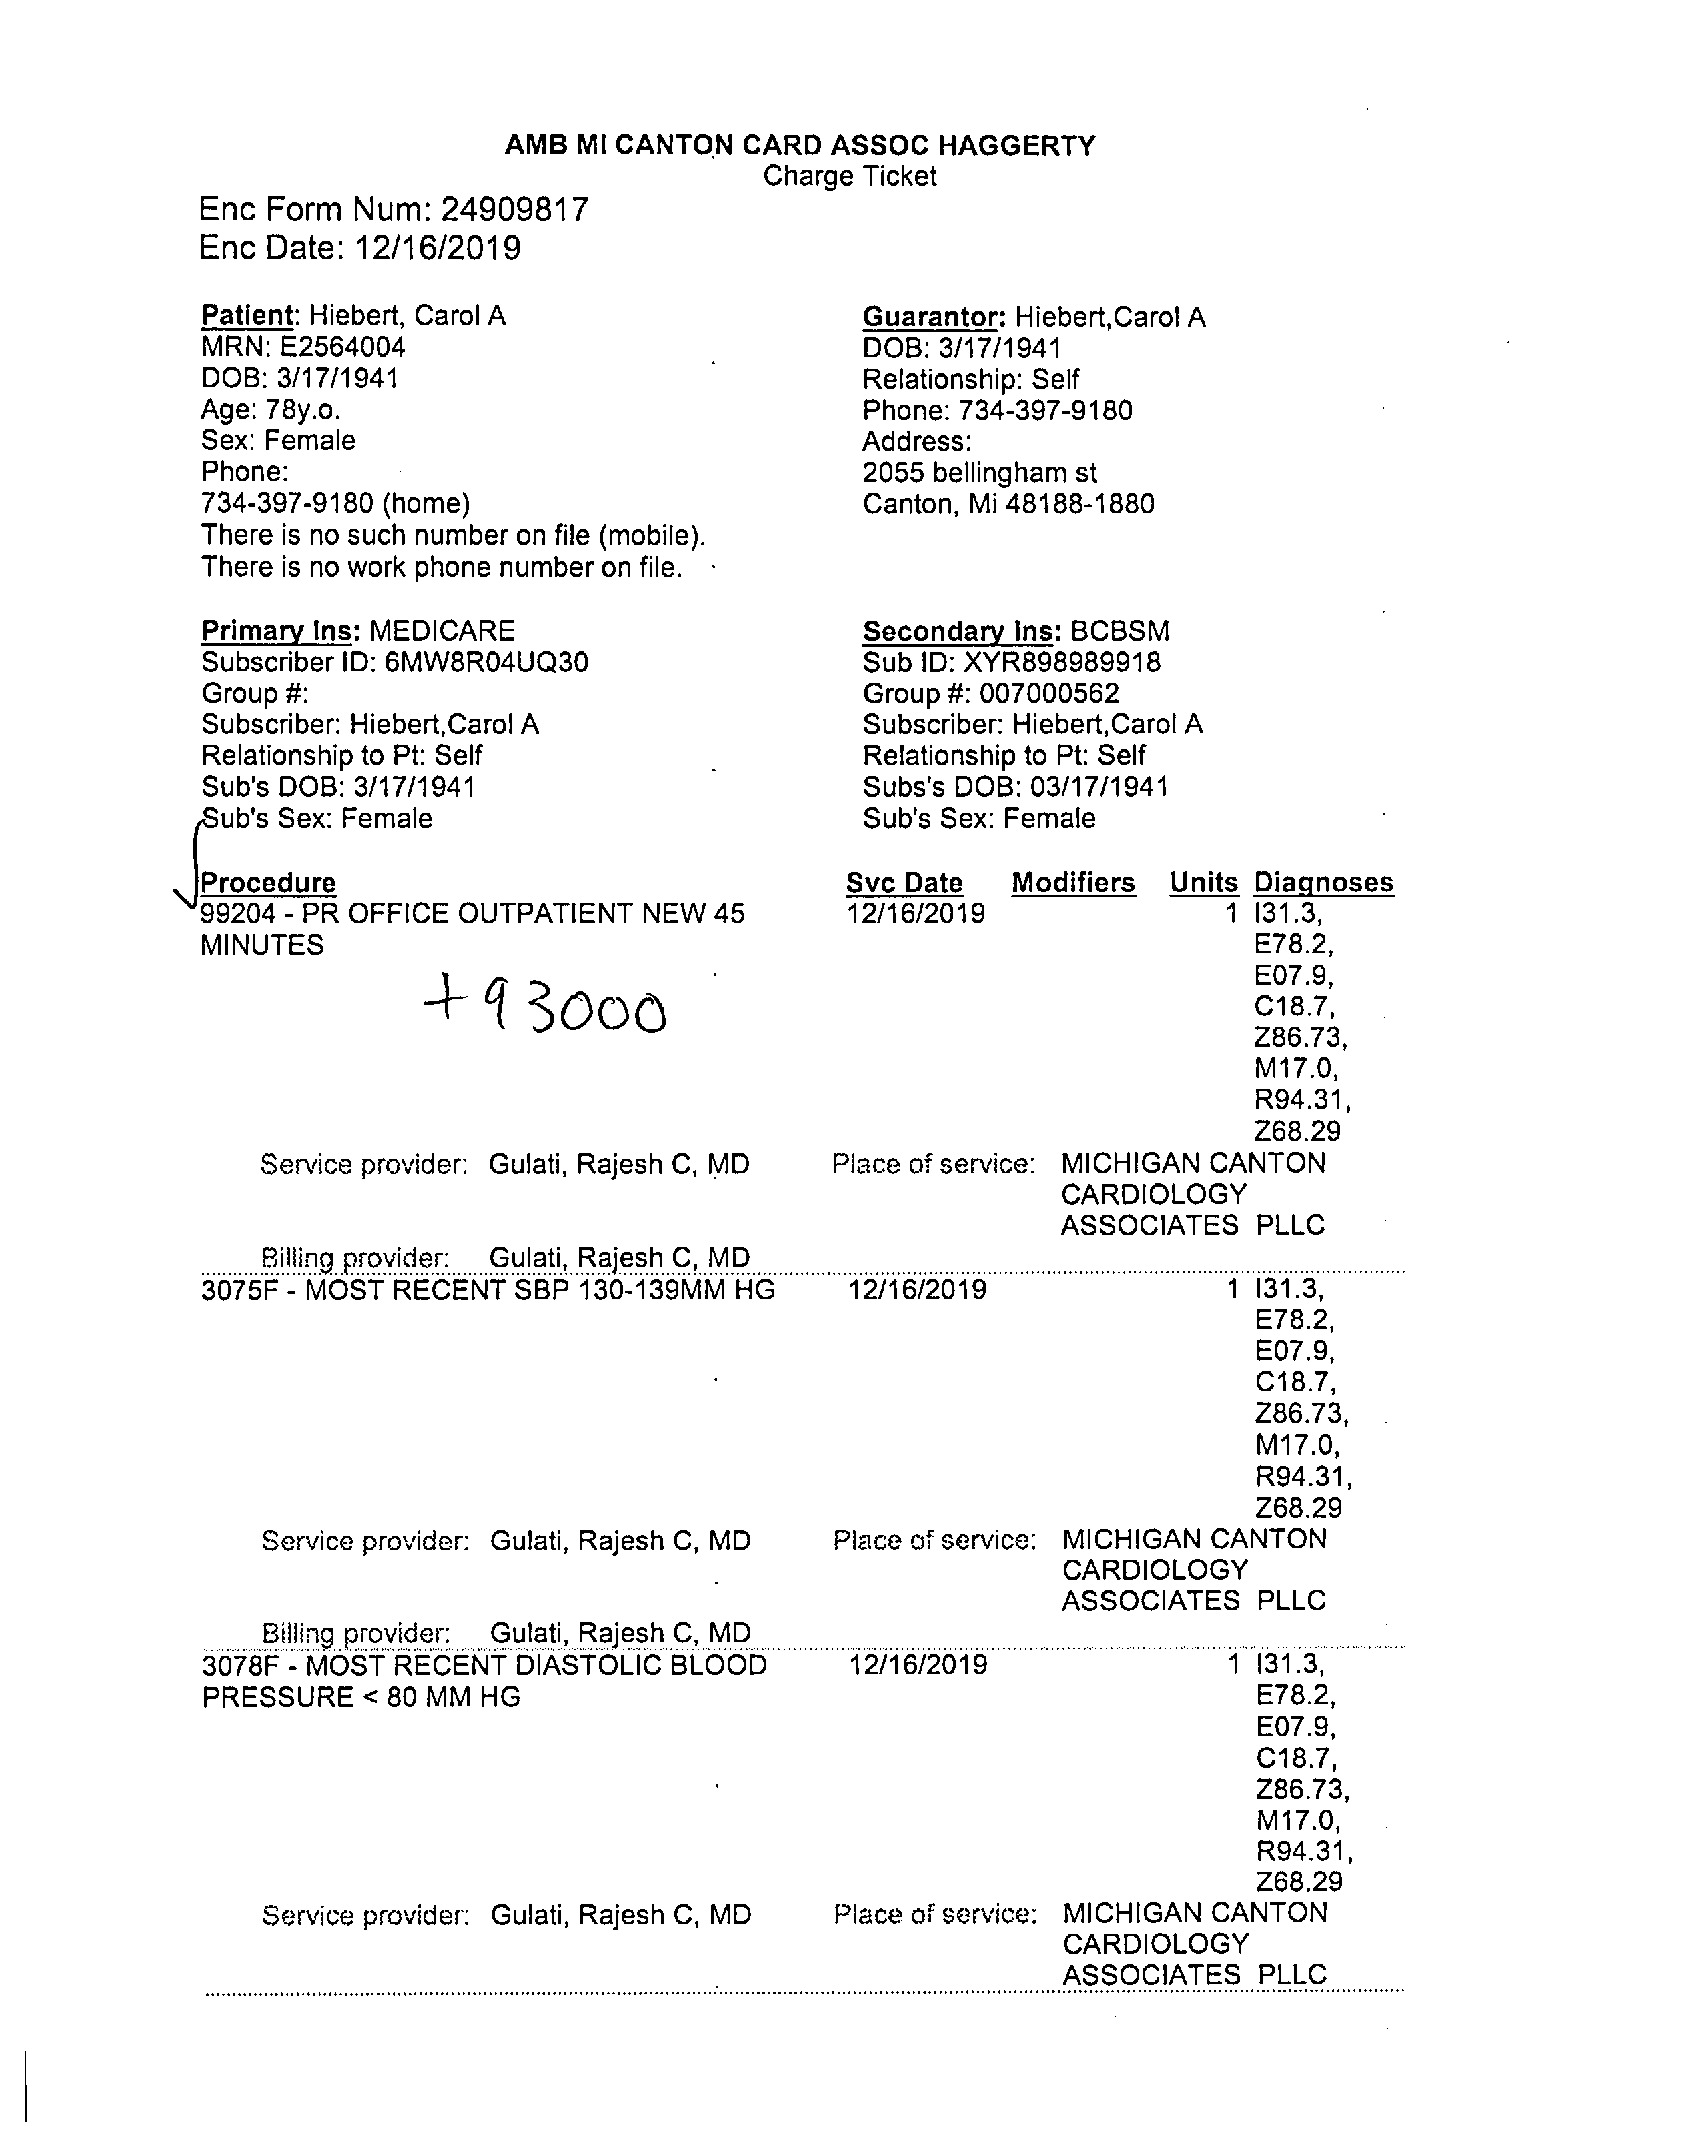 AMB MI CANTON CARD ASSOC HAGGERTY
Charge Ticket
Enc Form Num: 24909817
Enc Date: 12/16/2019
Patient: Hiebert, Carol A
MRN: E2564004
DOB: 3/17/1941
Age: 78y.o.
Sex: Female
Phone:
734-397-9180 (home)
There is no such number on file (mobile).
There is no work phone number on file.
Guarantor: Hiebert,Carol A
DOB: 3/17/1941
Relationship: Self
Phone: 734-397-9180
Address:
2055 bellingham st
Canton, Mi 48188-1880
Primary Ins: MEDICARE
Subscriber ID: 6MW8R04UQ30
Group #:
Subscriber: Hiebert,Carol A
Relationship to Pt: Self
Sub's DOB: 3/17/1941
Sub's Sex: Female
Secondary Ins: BCBSM
Sub ID: XYR898989918
Group #: 007000562
Subscriber: Hiebert,Carol A
Relationship to Pt: Self
Subs's DOB: 03/17/1941
Sub's Sex: Female
Procedure Svc Date Modifiers Units Diagnoses
99204 - PR OFFICE OUTPATIENT NEW 45 12/16/2019 1 I31.3,
MINUTES E78.2,
E07.9,
+93000 C18.7,
Z86.73,
M17.0,
R94.31,
Z68.29
Service provider: Gulati, Rajesh C, MD Place of service: MICHIGAN CANTON
CARDIOLOGY
ASSOCIATES PLLC
Billing provider: Gulati, Rajesh C, MD
3075F - MOST RECENT SBP 130-139MM HG 12/16/2019 1 I31.3,
E78.2,
E07.9,
C18.7,
Z86.73,
M17.0,
R94.31,
Z68.29
Service provider: Gulati, Rajesh C, MD Place of service: MICHIGAN CANTON
CARDIOLOGY
ASSOCIATES PLLC
Billing provider: Gulati, Rajesh C, MD
3078F - MOST RECENT DIASTOLIC BLOOD 12/16/2019 1 I31.3,
PRESSURE < 80 MM HG E78.2,
E07.9,
C18.7,
Z86.73,
M17.0,
R94.31,
Z68.29
Service provider: Gulati, Rajesh C, MD Place of service: MICHIGAN CANTON
CARDIOLOGY
ASSOCIATES PLLC